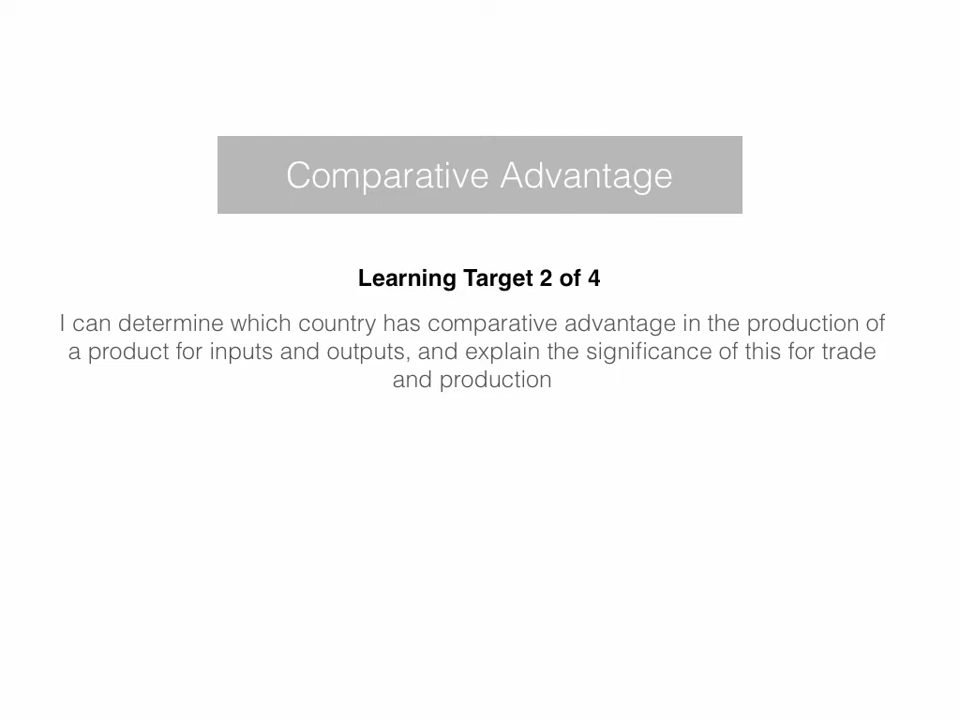 Comparative Advantage
Learning Target 2 of 4
I can determine which country has comparative advantage in the production of
a product for inputs and outputs, and explain the significance of this for trade
and production